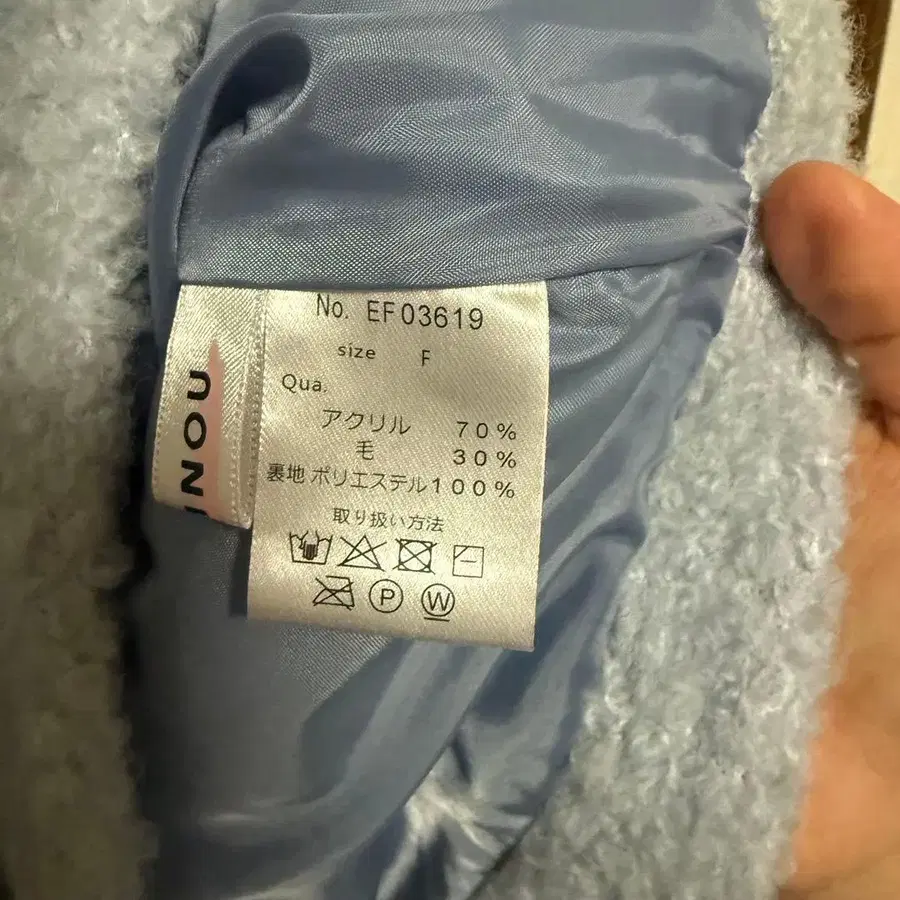 No. EF03619
size F
Qua.
アクリル 70%
毛 30%
裏地 ポリエステル100%
取り扱い方法
P W
NOU